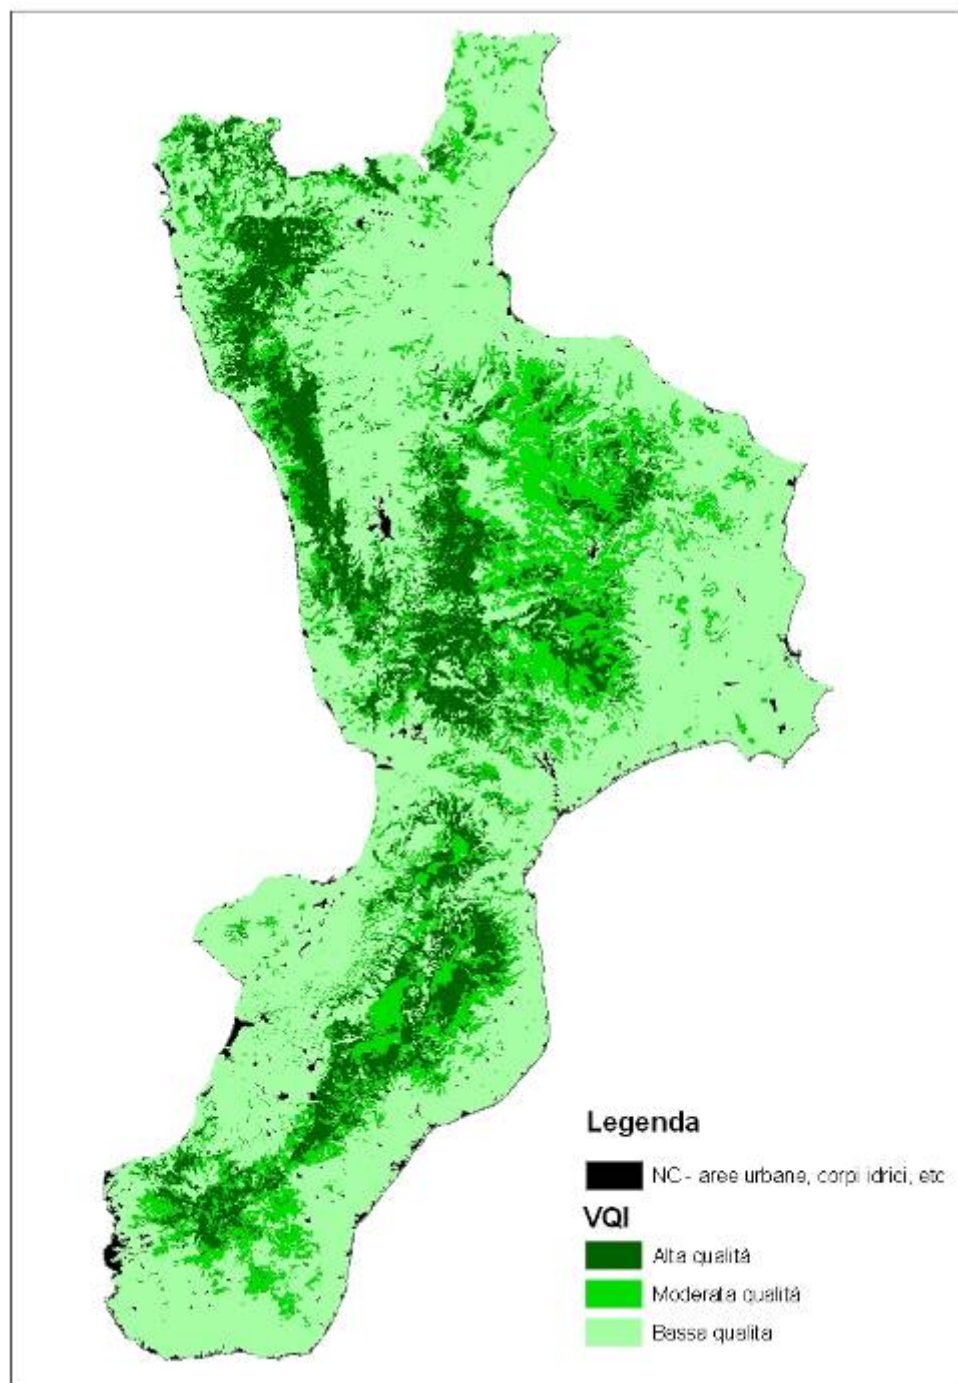 Legenda
NC - aree urbane, corpi idrici, etc
VQI
Alta qualità
Moderata qualità
Bassa qualita